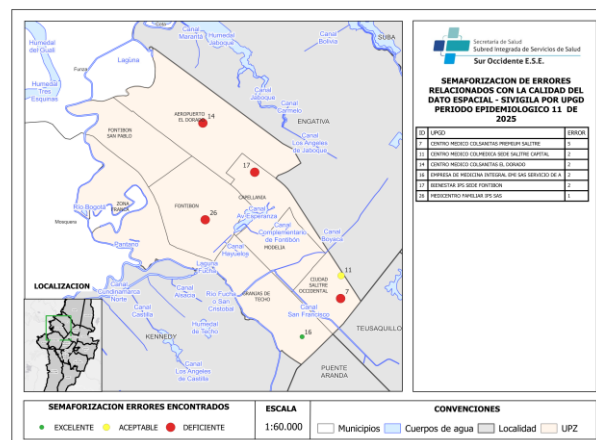 Humedal
del Gualí
Funza
Laguna
Humedal
Tres
Esquinas
Canal
Marantá
Humedal
Jaboque
Canal
Bolivia
SUBA
Canal
Jaboque
Canal
Carmelo
ENGATIVA
Canal
Los Angeles
de Jaboque
AEROPUERTO
EL DORADO
14
FONTIBON
SAN PABLO
17
CAPELLANIA
ZONA
FRANCA
Río Bogotá
Mosquera
FONTIBON
26
Canal
Av Esperanza
Canal
Complementario
de Fontibón
MODELIA
Canal
Boyaca
Canal
Hayuelos
Pantano
Laguna
Fucha
11
CIUDAD
SALITRE
OCCIDENTAL
7
GRANJAS DE
TECHO
Canal
San Francisco
TEUSAQUILLO
16
PUENTE
ARANDA
Canal
Cundinamarca
Norte
Canal
Alsacia
Canal
Castilla
Río Fucha
o San
Cristobal
Humedal
de Techo
KENNEDY
Canal
Los Angeles
de Castilla
LOCALIZACION
Secretaría de Salud
Subred Integrada de Servicios de Salud
Sur Occidente E.S.E.
SEMAFORIZACION DE ERRORES
RELACIONADOS CON LA CALIDAD DEL
DATO ESPACIAL - SIVIGILA POR UPGD
PERIODO EPIDEMIOLOGICO 11 DE
2025
ID UPGD ERROR
7 CENTRO MEDICO COLSANITAS PREMIUM SALITRE 5
11 CENTRO MEDICO COLMEDICA SEDE SALITRE CAPITAL 2
14 CENTRO MEDICO COLSANITAS EL DORADO 2
16 EMPRESA DE MEDICINA INTEGRAL EMI SAS SERVICIO DE A 2
17 BIENESTAR IPS SEDE FONTIBON 2
26 MEDICENTRO FAMILIAR IPS SAS 1
SEMAFORIZACION ERRORES ENCONTRADOS
EXCELENTE ACEPTABLE DEFICIENTE
ESCALA
1:60.000
CONVENCIONES
Municipios Cuerpos de agua Localidad UPZ